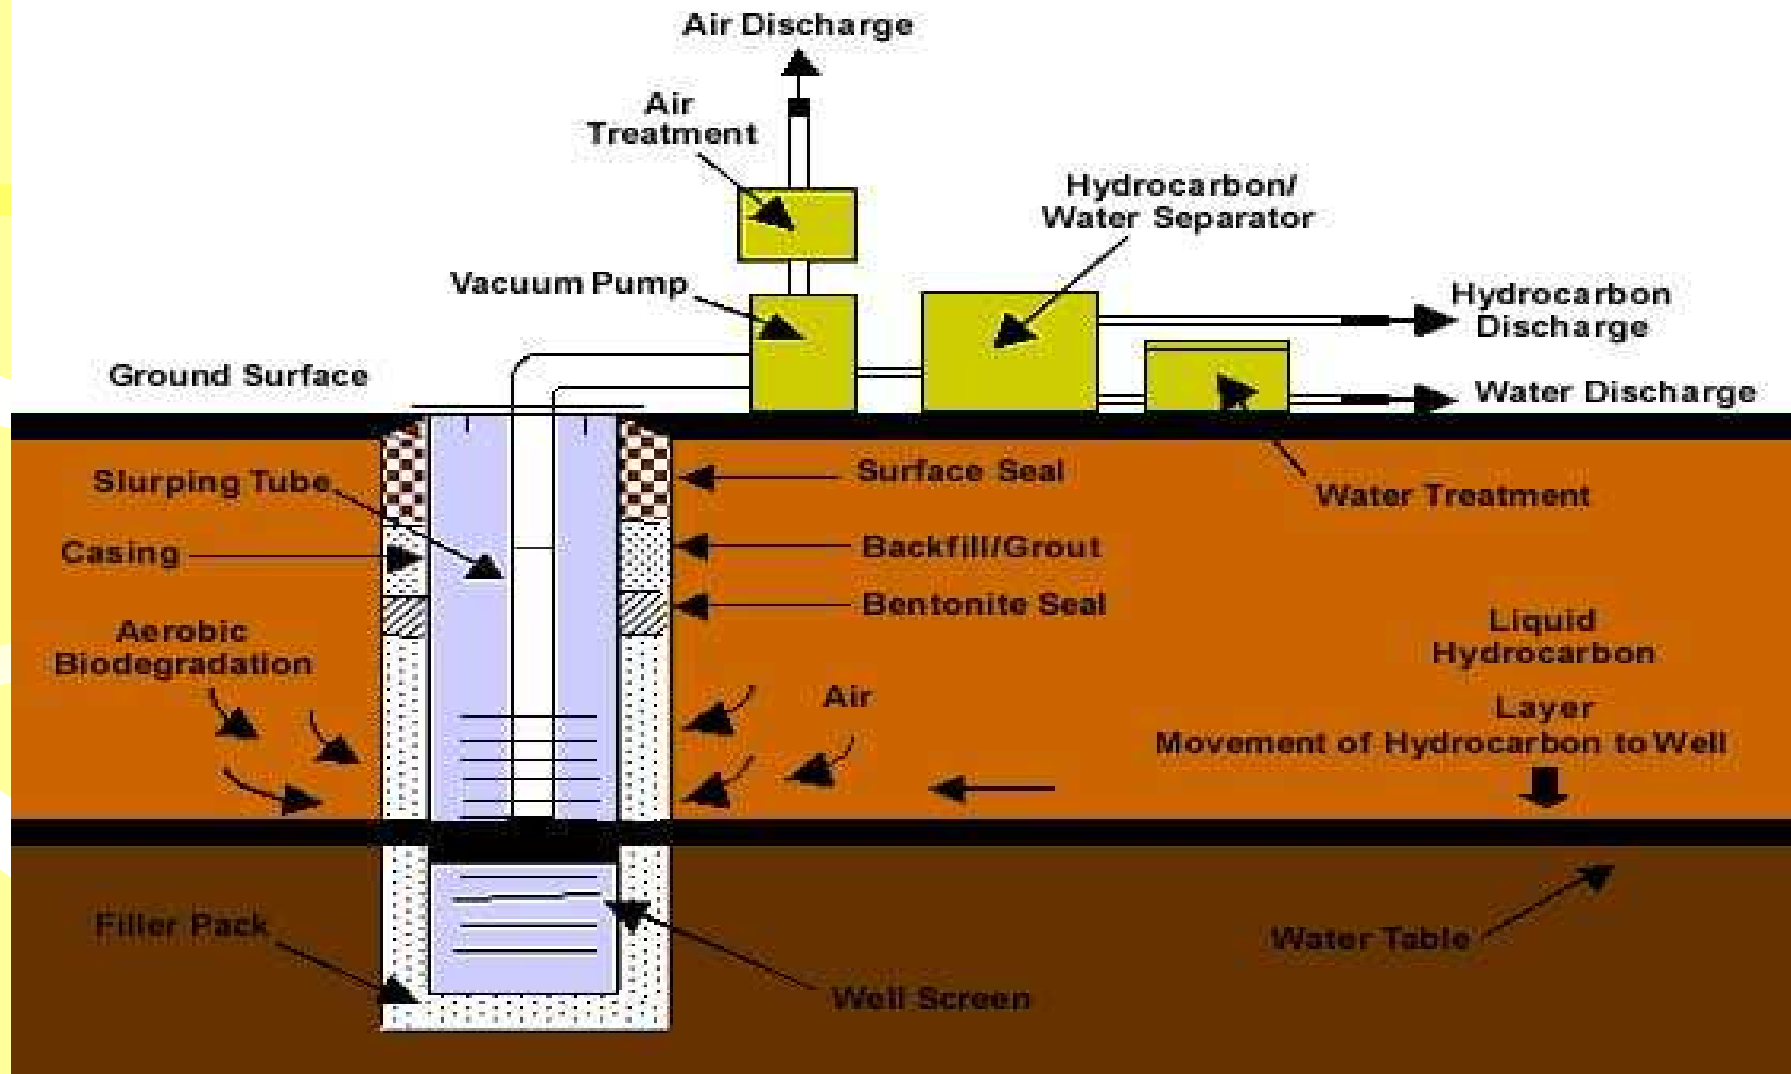 Air Discharge
Air
Treatment
Hydrocarbon/
Water Separator
Vacuum Pump
Hydrocarbon
Discharge
Ground Surface
Water Discharge
Slurping Tube
Surface Seal
Water Treatment
Casing
Backfill/Grout
Bentonite Seal
Aerobic
Biodegradation
Liquid
Hydrocarbon
Air
Layer
Movement of Hydrocarbon to Well
Filler Pack
Water Table
Well Screen